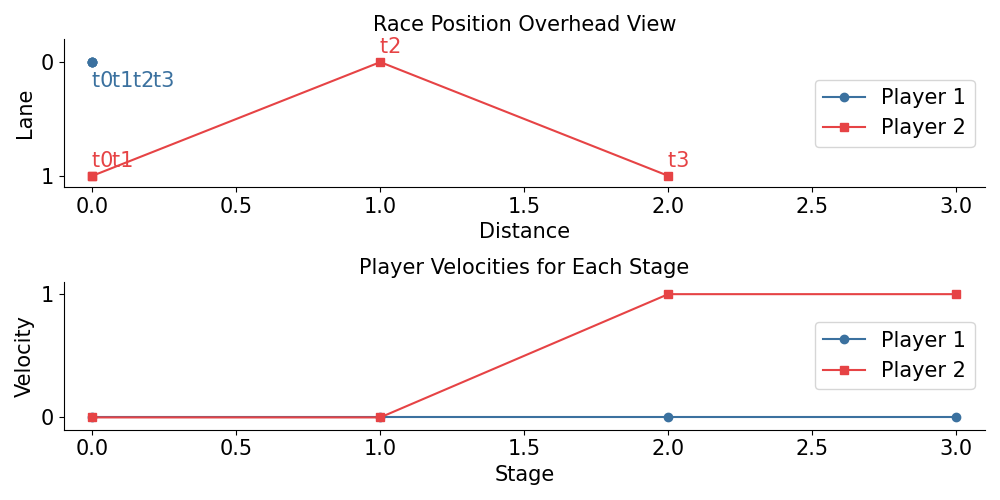 Race Position Overhead View
0
1
Lane
t0t1t2t3
t0t1
t2
t3
Player 1
Player 2
0.0 0.5 1.0 1.5 2.0 2.5 3.0
Distance
Player Velocities for Each Stage
1
0
Velocity
Player 1
Player 2
0.0 0.5 1.0 1.5 2.0 2.5 3.0
Stage